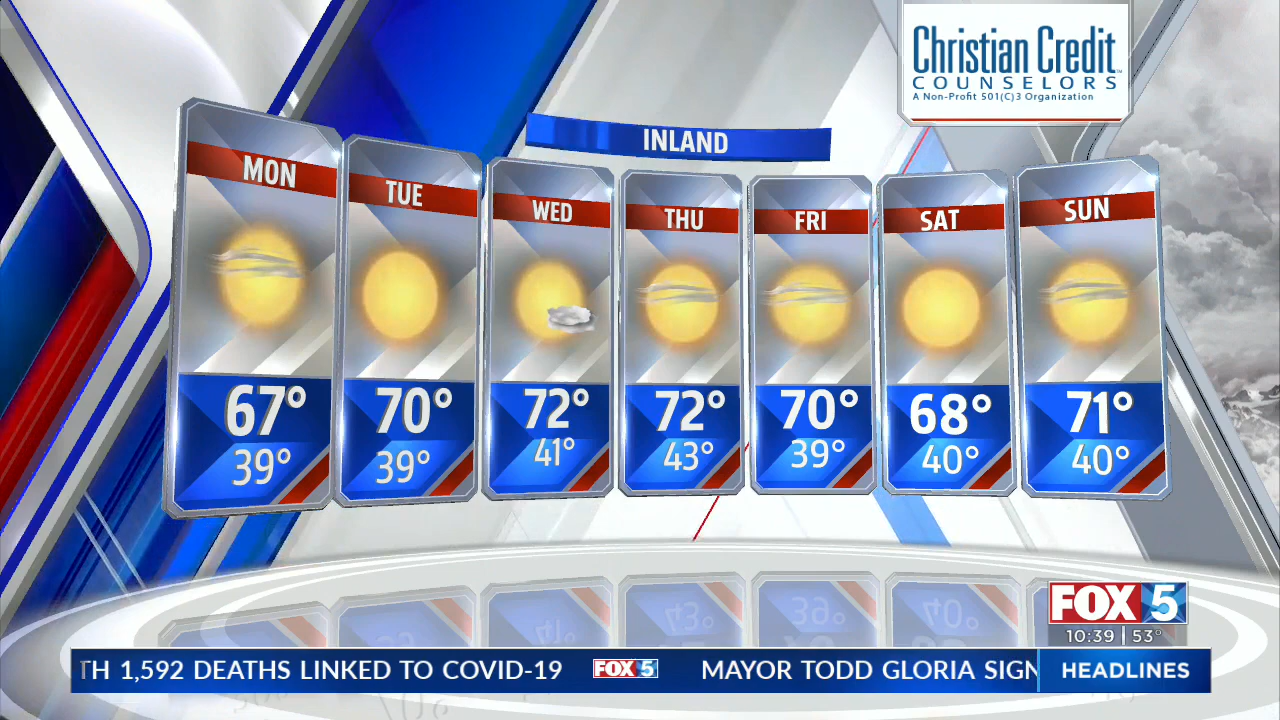 Christian Credit
COUNSELORS
A Non-Profit 501(C)3 Organization
INLAND
MON
67°
39°
TUE
70°
39°
WED
72°
41°
THU
72°
43°
FRI
70°
39°
SAT
68°
40°
SUN
71°
40°
FOX 5
10:39 | 53°
TH 1,592 DEATHS LINKED TO COVID-19 FOX 5 MAYOR TODD GLORIA SIGN
HEADLINES